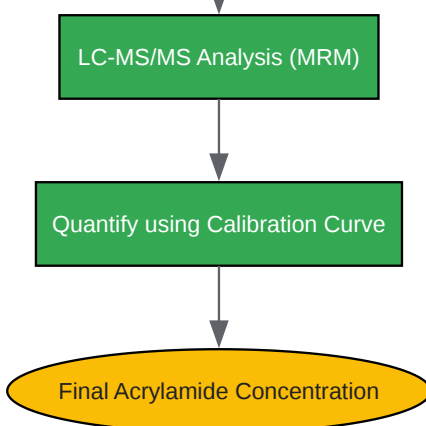 LC-MS/MS Analysis (MRM)
Quantify using Calibration Curve
Final Acrylamide Concentration